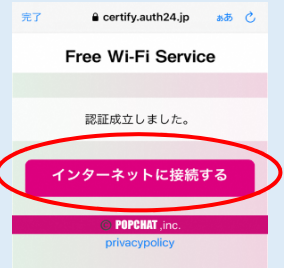 完了 certify.auth24.jp ぁあ
Free Wi-Fi Service
認証成立しました。
インターネットに接続する
POPCHAT ,inc.
privacypolicy